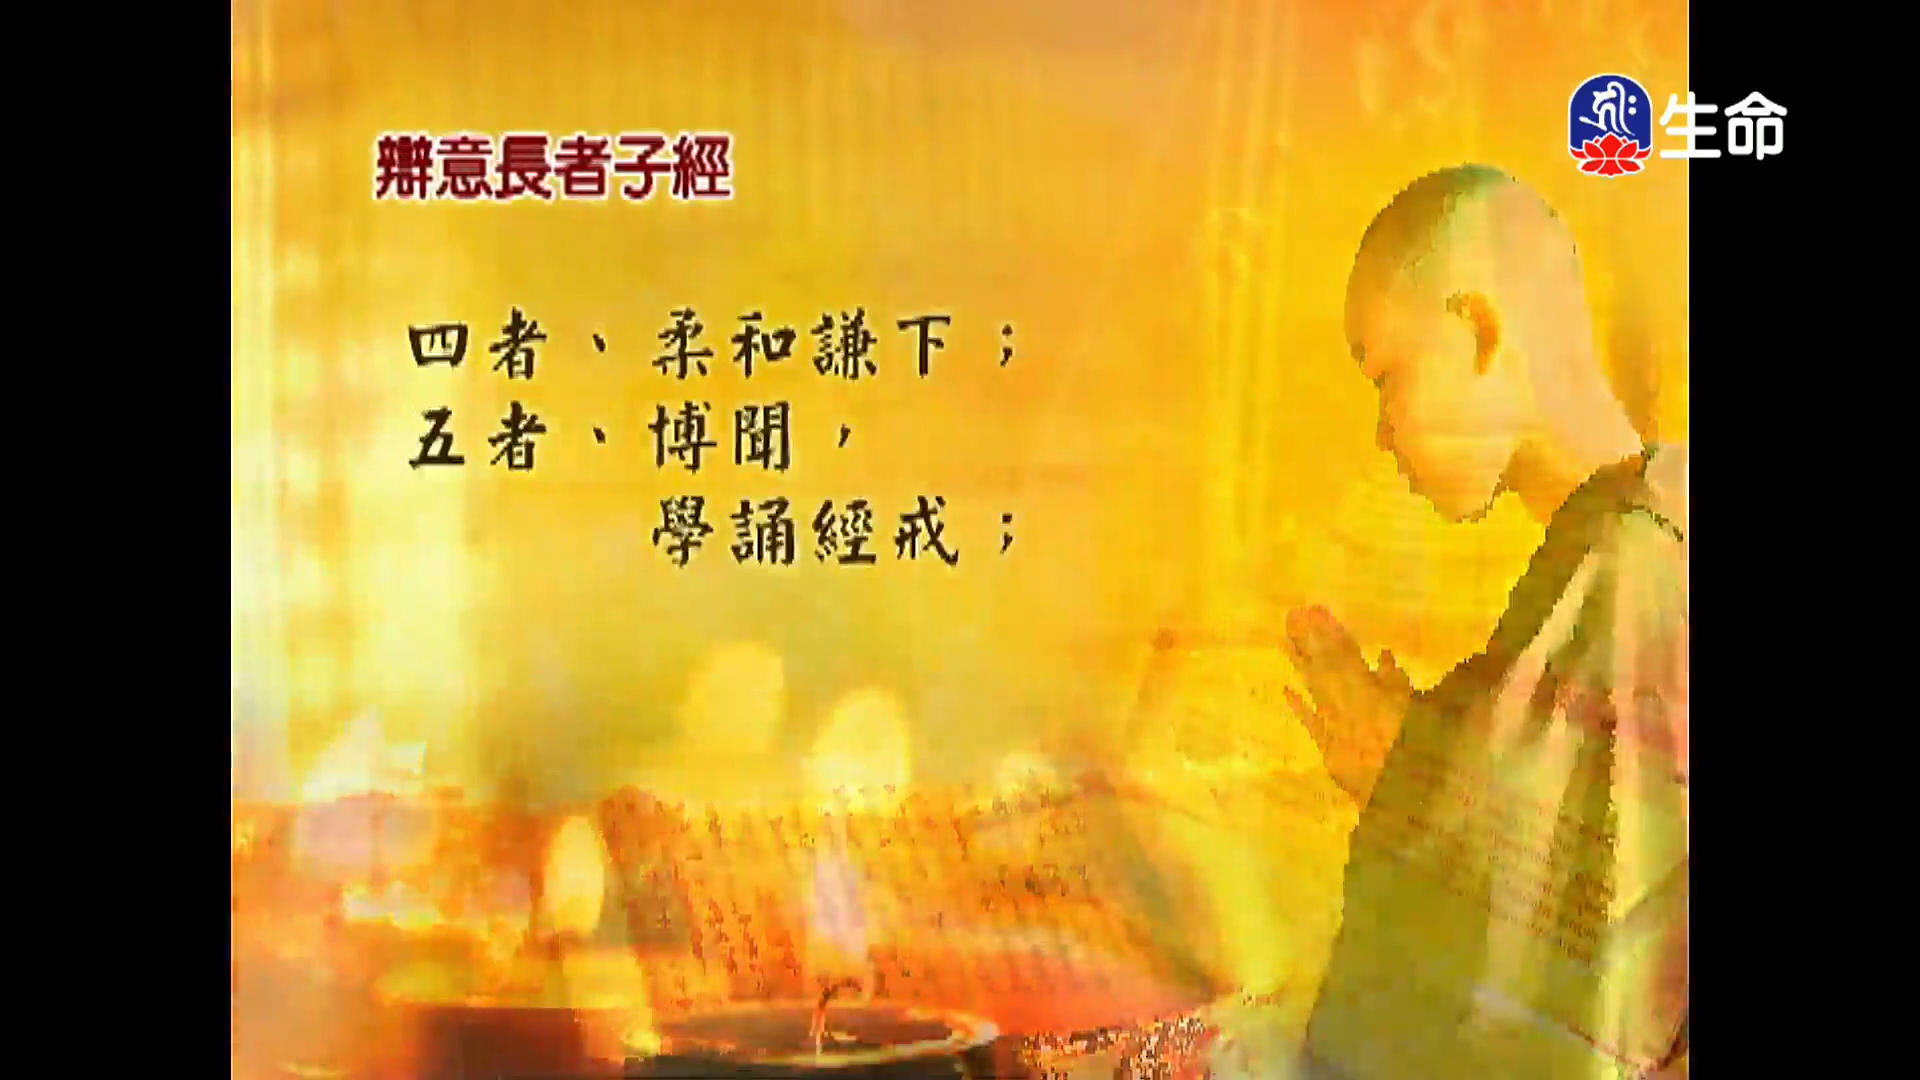 辯意長者子經
生命
四者、柔和謙下；
五者、博聞，
學誦經戒；